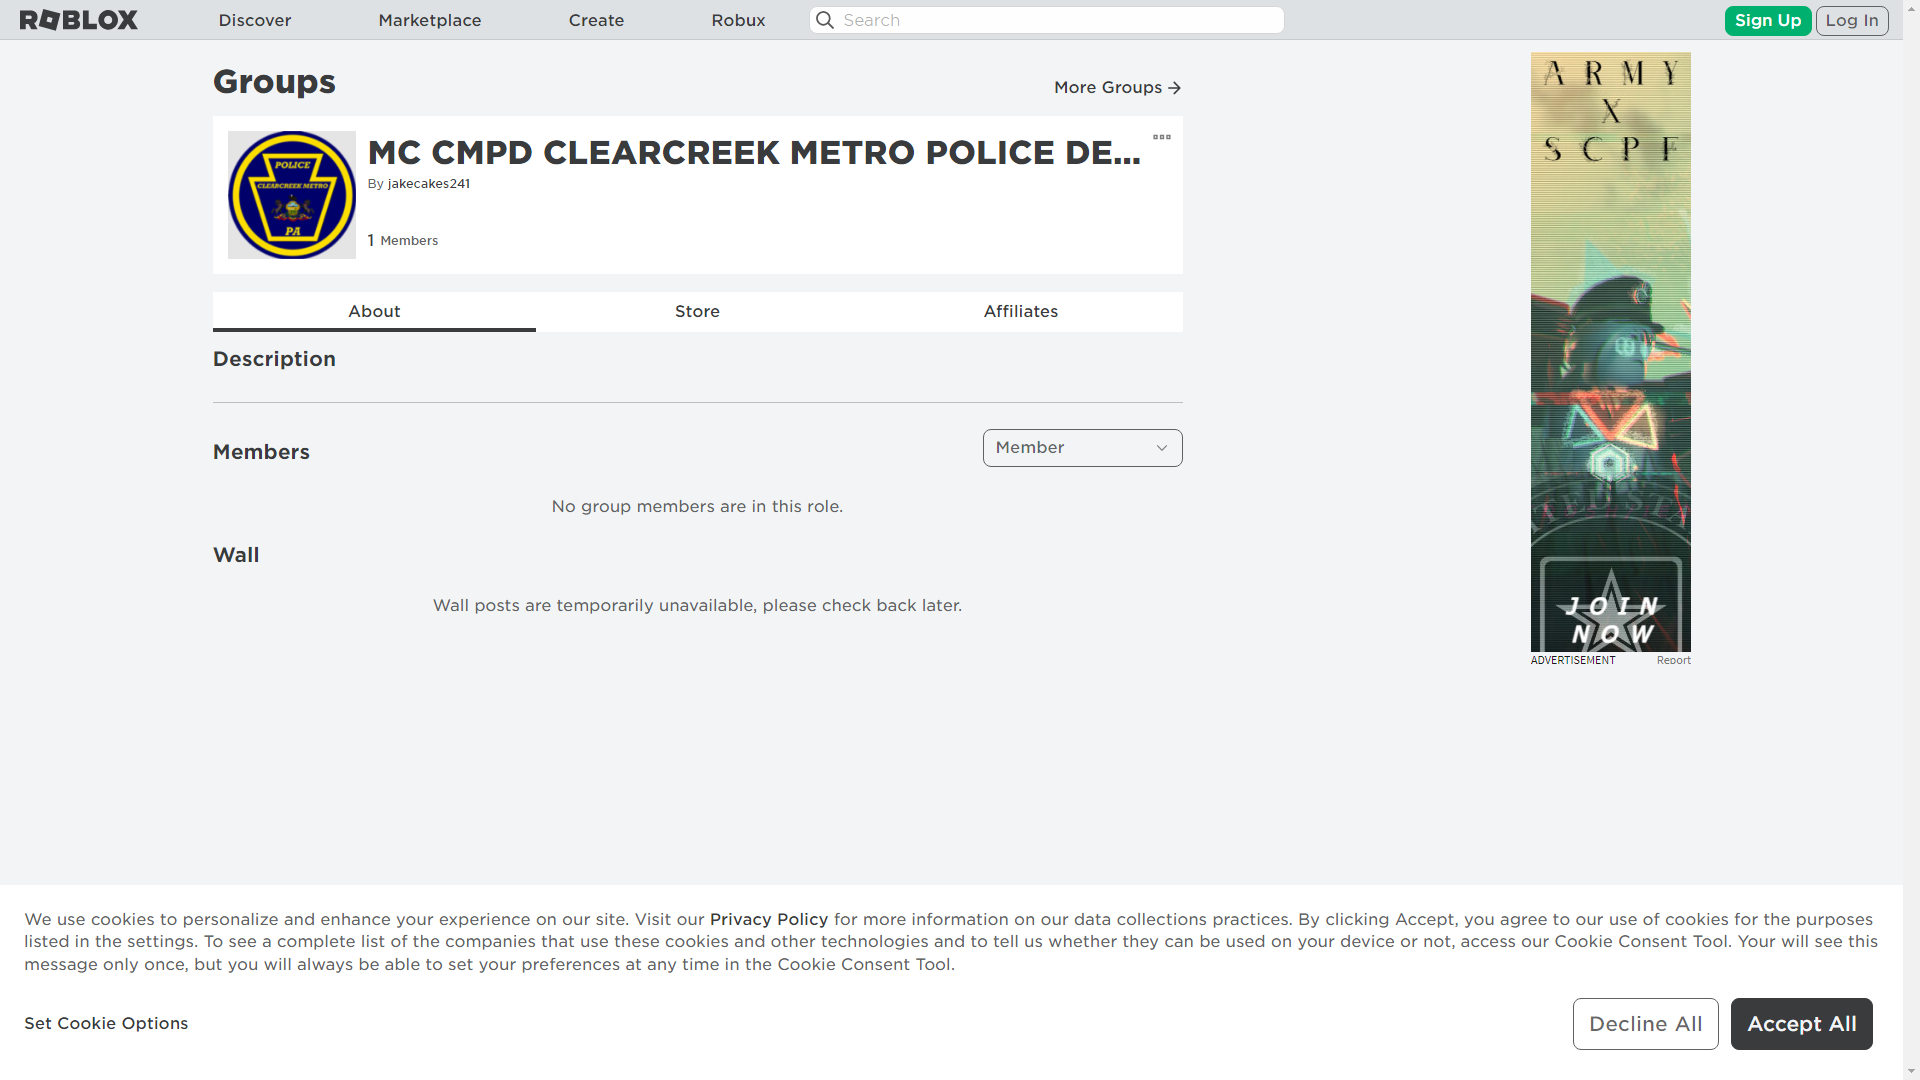 ROBLOX
Discover
Marketplace
Create
Robux
Search
Sign Up
Log In
Groups
More Groups
POLICE
CLEARCREEK METRO
PA
MC CMPD CLEARCREEK METRO POLICE DE...
By jakecakes241
1 Members
About
Store
Affiliates
Description
Members
Member
No group members are in this role.
Wall
Wall posts are temporarily unavailable, please check back later.
ARMY
X
SCPF
ITED STA
JOIN
NOW
ADVERTISEMENT
Report
We use cookies to personalize and enhance your experience on our site. Visit our Privacy Policy for more information on our data collections practices. By clicking Accept, you agree to our use of cookies for the purposes
listed in the settings. To see a complete list of the companies that use these cookies and other technologies and to tell us whether they can be used on your device or not, access our Cookie Consent Tool. Your will see this
message only once, but you will always be able to set your preferences at any time in the Cookie Consent Tool.
Set Cookie Options
Decline All
Accept All